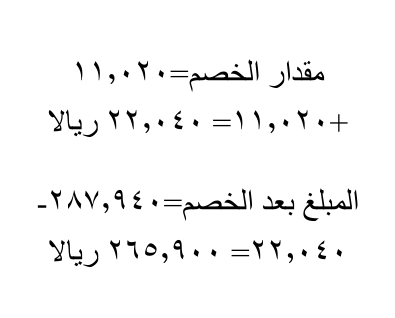 مقدار الخصم=١١,٠٢٠
+١١,٠٢٠= ٢٢,٠٤٠ ريالا
المبلغ بعد الخصم=٢٨٧,٩٤٠-
٢٢,٠٤٠= ٢٦٥,٩٠٠ ريالا